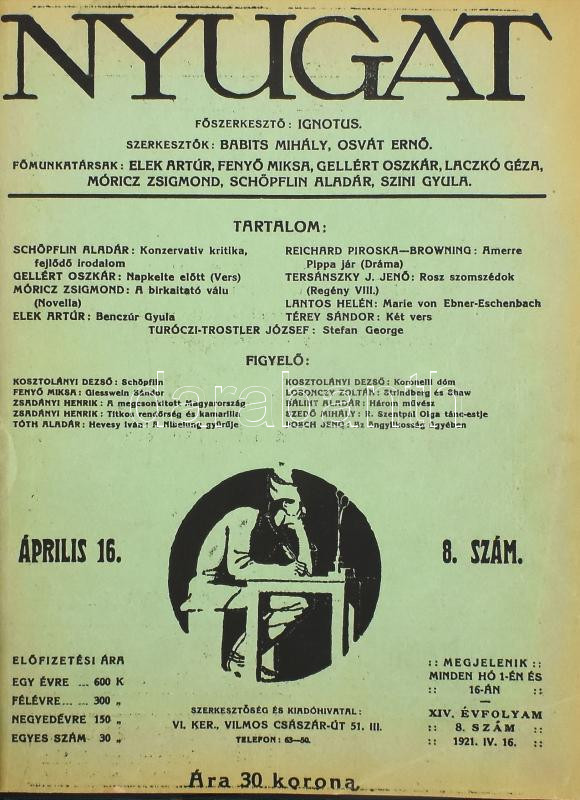 NYUGAT
FŐSZERKESZTŐ: IGNOTUS.
SZERKESZTŐK: BABITS MIHÁLY, OSVÁT ERNŐ.
FŐMUNKATÁRSAK: ELEK ARTÚR, FENYŐ MIKSA, GELLÉRT OSZKÁR, LACZKÓ GÉZA,
MÓRICZ ZSIGMOND, SCHÖPFLIN ALADÁR, SZINI GYULA.
TARTALOM:
SCHÖPFLIN ALADÁR: Konzervativ kritika,
fejlődő irodalom
GELLÉRT OSZKÁR: Napkelte előtt (Vers)
MÓRICZ ZSIGMOND: A birkaitató válu
(Novella)
ELEK ARTÚR: Benczúr Gyula
REICHARD PIROSKA—BROWNING: Amerre
Pippa jár (Dráma)
TERSÁNSZKY J. JENŐ: Rosz szomszédok
(Regény VIII.)
LANTOS HELÉN: Marie von Ebner-Eschenbach
TÉREY SÁNDOR: Két vers
TURÓCZI-TROSTLER JÓZSEF: Stefan George
FIGYELŐ:
KOSZTOLÁNYI DEZSŐ: Schöpflin
FENYŐ MIKSA: Giesswein Sándor
ZSADÁNYI HENRIK: A megcsonkitott Magyarország
ZSADÁNYI HENRIK: Titkos rendőrség és kamarilla
TÓTH ALADÁR: Hevesy Iván: A Nibelung gyűrűje
KOSZTOLÁNYI DEZSŐ: Koronelli dóm
LOSONCZY ZOLTÁN: Strindberg és Shaw
BÁLINT ALADÁR: Három művész
SZEDŐ MIHÁLY: R. Szentpál Olga tánc-estje
POSCH JENŐ: Az öngyilkosság ügyében
darabanth
ÁPRILIS 16.
8. SZÁM.
ELŐFIZETÉSI ÁRA
EGY ÉVRE ... 600 K
FÉLÉVRE... ... 300 „
NEGYEDÉVRE 150 „
EGYES SZÁM 30 „
SZERKESZTŐSÉG ÉS KIADÓHIVATAL:
VI. KER., VILMOS CSÁSZÁR-ÚT 51. III.
TELEFON: 63—50.
:: MEGJELENIK ::
MINDEN HÓ 1-ÉN ÉS
:: 16-ÁN ::
XIV. ÉVFOLYAM
:: 8. SZÁM ::
:: 1921. IV. 16. ::
Ára 30 korona